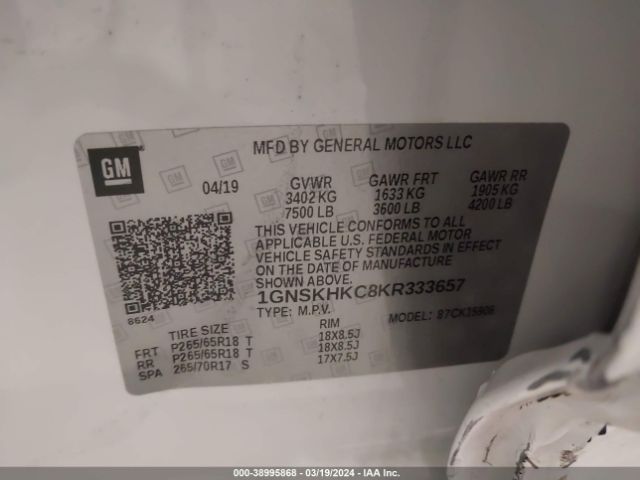 GM
MFD BY GENERAL MOTORS LLC
04/19 GVWR GAWR FRT GAWR RR
3402 KG 1633 KG 1905 KG
7500 LB 3600 LB 4200 LB
THIS VEHICLE CONFORMS TO ALL
APPLICABLE U.S. FEDERAL MOTOR
VEHICLE SAFETY STANDARDS IN EFFECT
ON THE DATE OF MANUFACTURE
SHOWN ABOVE.
1GNSKHKC8KR333657
8624
TYPE: M.P.V. MODEL:
TIRE SIZE RIM
FRT P265/65R18 T 18X8.5J
RR P265/65R18 T 18X8.5J
SPA 265/70R17 S 17X7.5J
000-38995868 - 03/19/2024 - IAA Inc.